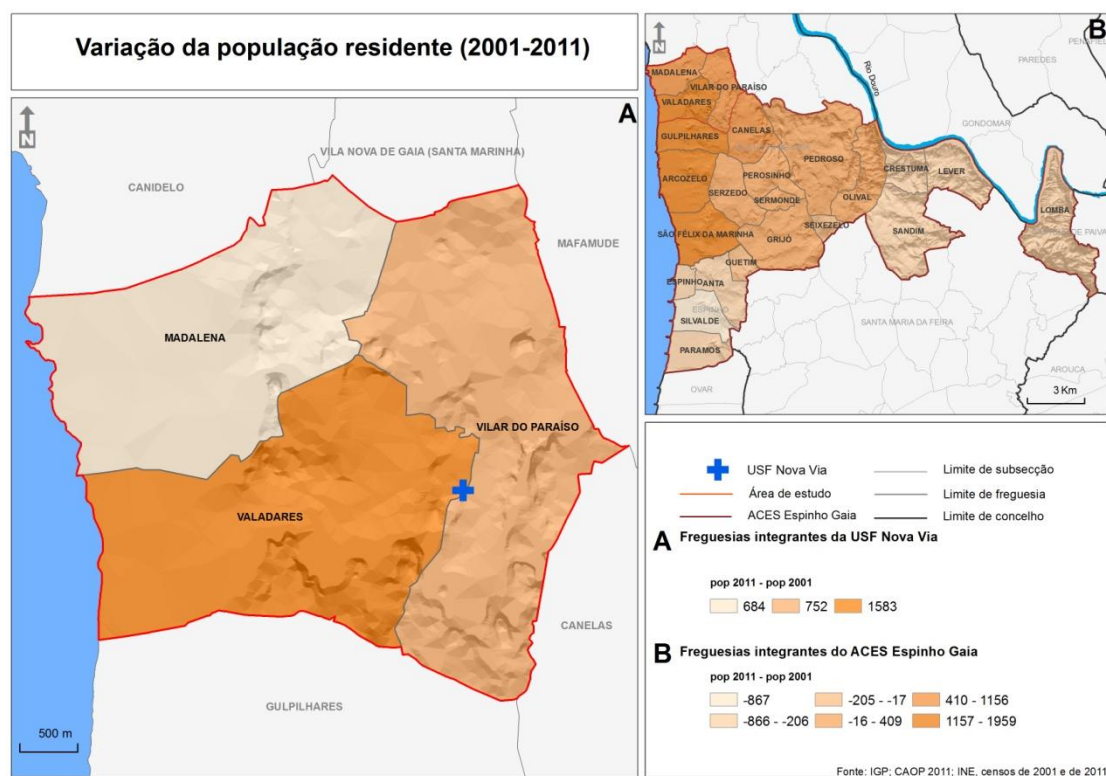 Variação da população residente (2001-2011)
A
N
VILA NOVA DE GAIA (SANTA MARINHA)
CANIDELO
MAFAMUDE
MADALENA
VILAR DO PARAÍSO
VALADARES
CANELAS
GULPILHARES
500 m
B
N
PAREDES
Rio Douro
GONDOMAR
MADALENA
VILAR DO PARAÍSO
VALADARES
GULPILHARES
CANELAS
PEDROSO
CRESTUMA
LEVER
ARCOZELO
PEROSINHO
SERZEDO
SERMONDE
OLIVAL
LOMBA
SEIXEZELO
SANDIM
SÃO FÉLIX DA MARINHA
GRIJÓ
GUETIM
ESPINHO
ANTA
ESPINHO
SILVALDE
SANTA MARIA DA FEIRA
PARAMOS
AROUCA
OVAR
3 Km
USF Nova Via
Limite de subsecção
Área de estudo
Limite de freguesia
ACES Espinho Gaia
Limite de concelho
A Freguesias integrantes da USF Nova Via
pop 2011 - pop 2001
684 752 1583
B Freguesias integrantes do ACES Espinho Gaia
pop 2011 - pop 2001
-867 -205 - -17 410 - 1156
-866 - -206 -16 - 409 1157 - 1959
Fonte: IGP; CAOP 2011; INE, censos de 2001 e de 2011